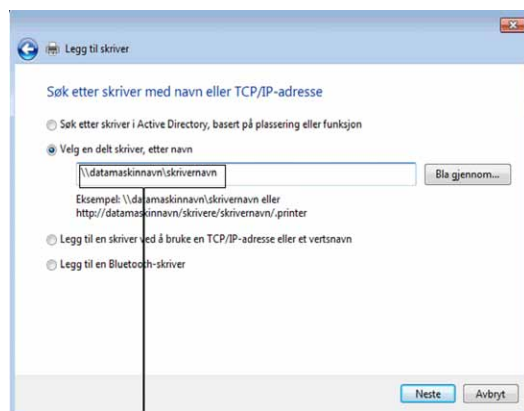 Legg til skriver
Søk etter skriver med navn eller TCP/IP-adresse
Søk etter skriver i Active Directory, basert på plassering eller funksjon
Velg en delt skriver, etter navn
\\datamaskinnavn\skrivernavn
Bla gjennom...
Eksempel: \\datamaskinnavn\skrivernavn eller
http://datamaskinnavn/skrivere/skrivernavn/.printer
Legg til en skriver ved å bruke en TCP/IP-adresse eller et vertsnavn
Legg til en Bluetooth-skriver
Neste
Avbryt